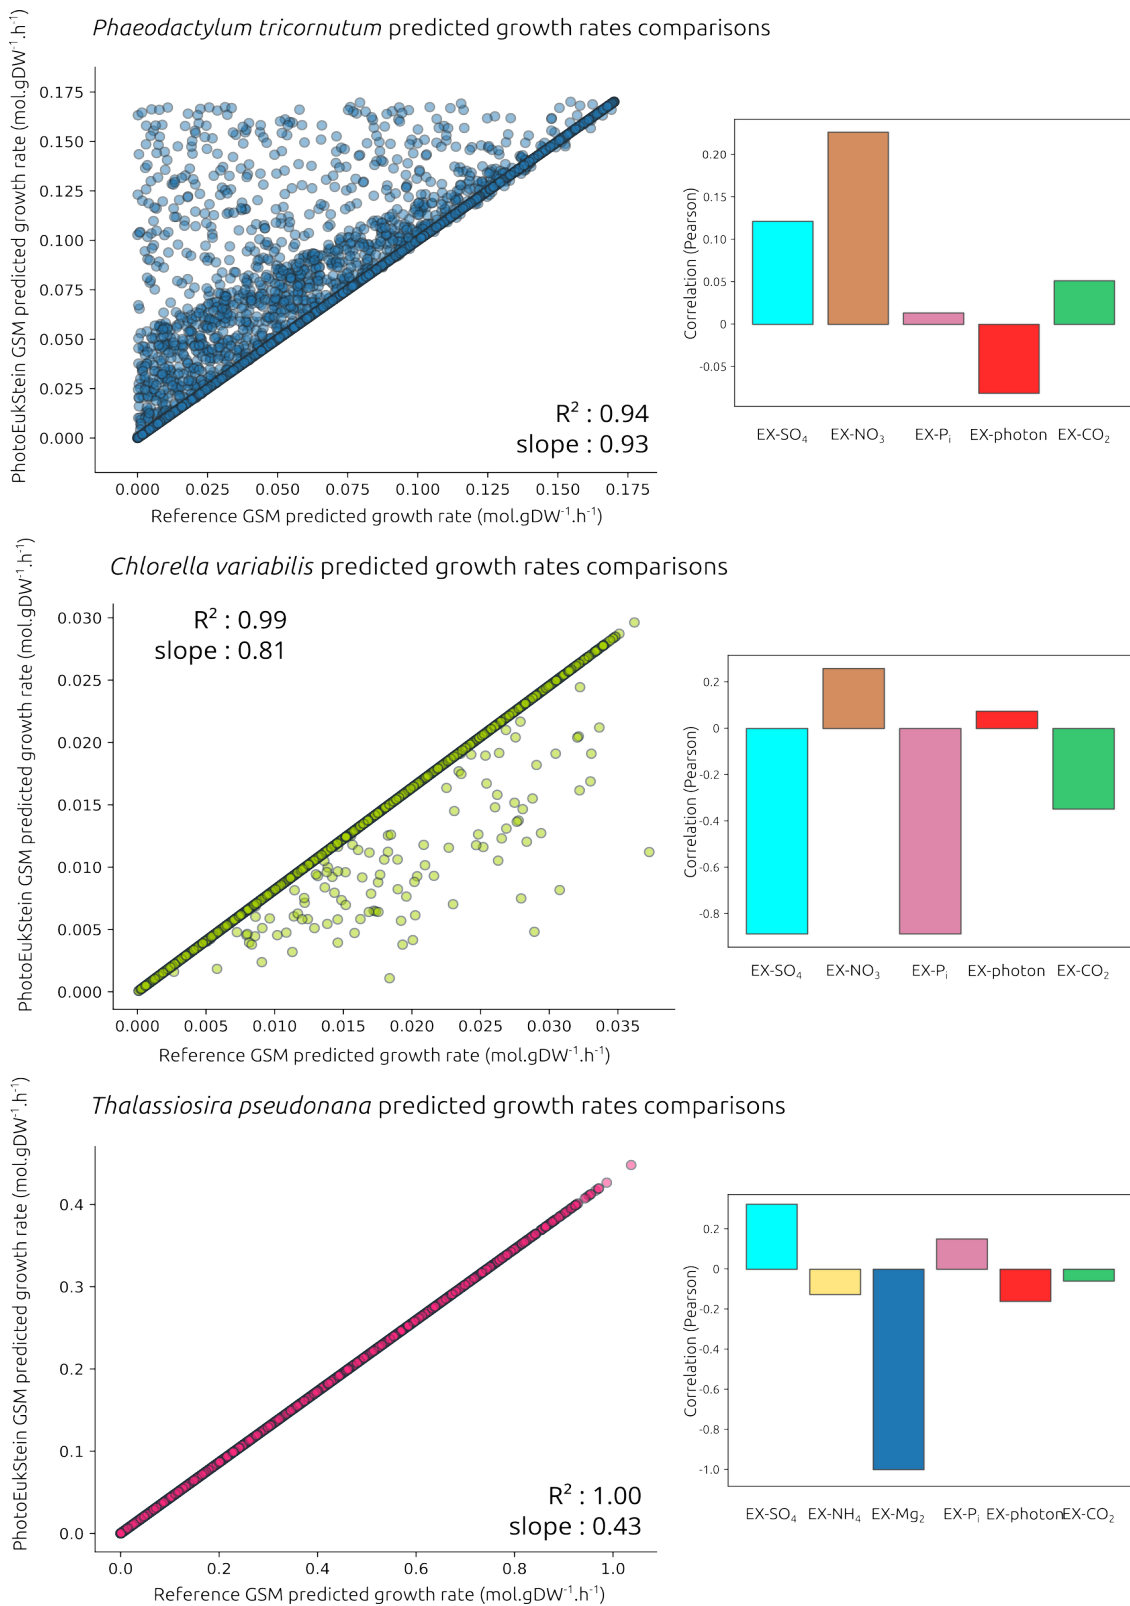 Phaeodactylum tricornutum predicted growth rates comparisons
PhotoEukStein GSM predicted growth rate (mol.gDW⁻¹.h⁻¹)
0.175
0.150
0.125
0.100
0.075
0.050
0.025
0.000
R² : 0.94
slope : 0.93
0.000 0.025 0.050 0.075 0.100 0.125 0.150 0.175
Reference GSM predicted growth rate (mol.gDW⁻¹.h⁻¹)
Correlation (Pearson)
0.20
0.15
0.10
0.05
0
-0.05
EX-SO₄ EX-NO₃ EX-Pᵢ EX-photon EX-CO₂
Chlorella variabilis predicted growth rates comparisons
PhotoEukStein GSM predicted growth rate (mol.gDW⁻¹.h⁻¹)
R² : 0.99
slope : 0.81
0.030
0.025
0.020
0.015
0.010
0.005
0.000
0.000 0.005 0.010 0.015 0.020 0.025 0.030 0.035
Reference GSM predicted growth rate (mol.gDW⁻¹.h⁻¹)
Correlation (Pearson)
0.2
0
-0.2
-0.4
-0.6
-0.8
EX-SO₄ EX-NO₃ EX-Pᵢ EX-photon EX-CO₂
Thalassiosira pseudonana predicted growth rates comparisons
PhotoEukStein GSM predicted growth rate (mol.gDW⁻¹.h⁻¹)
0.4
0.3
0.2
0.1
0.0
R² : 1.00
slope : 0.43
0.0 0.2 0.4 0.6 0.8 1.0
Reference GSM predicted growth rate (mol.gDW⁻¹.h⁻¹)
Correlation (Pearson)
0.2
0
-0.2
-0.4
-0.6
-0.8
-1.0
EX-SO₄ EX-NH₄ EX-Mg₂ EX-Pᵢ EX-photon EX-CO₂